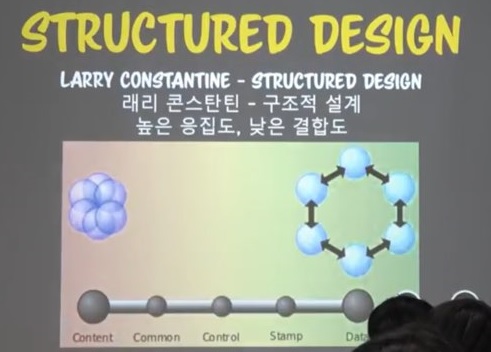 STRUCTURED DESIGN
LARRY CONSTANTINE - STRUCTURED DESIGN
래리 콘스탄틴 - 구조적 설계
높은 응집도, 낮은 결합도
Content Common Control Stamp Data